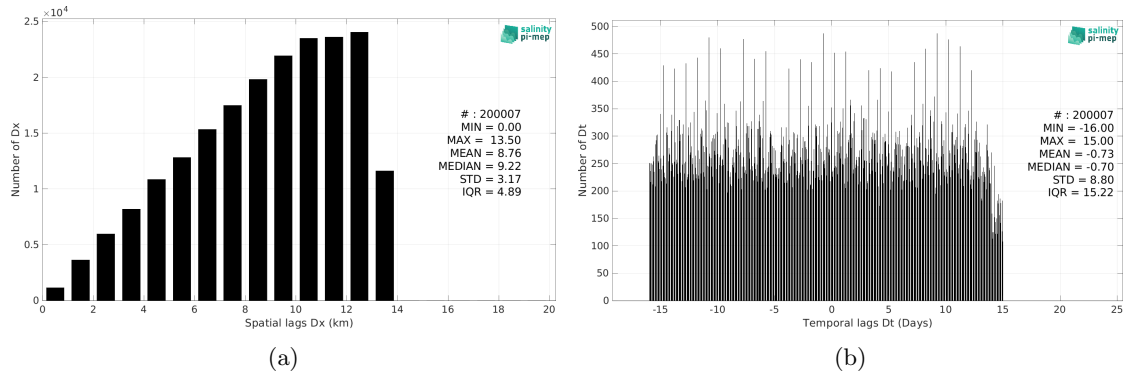 2.5 ×10⁴
2
1.5
1
0.5
0
Number of Dx
0 2 4 6 8 10 12 14 16 18 20
Spatial lags Dx (km)
salinity
pi-mep
# : 200007
MIN = 0.00
MAX = 13.50
MEAN = 8.76
MEDIAN = 9.22
STD = 3.17
IQR = 4.89
(a)
500
450
400
350
300
250
200
150
100
50
0
Number of Dt
-15 -10 -5 0 5 10 15 20 25
Temporal lags Dt (Days)
salinity
pi-mep
# : 200007
MIN = -16.00
MAX = 15.00
MEAN = -0.73
MEDIAN = -0.70
STD = 8.80
IQR = 15.22
(b)